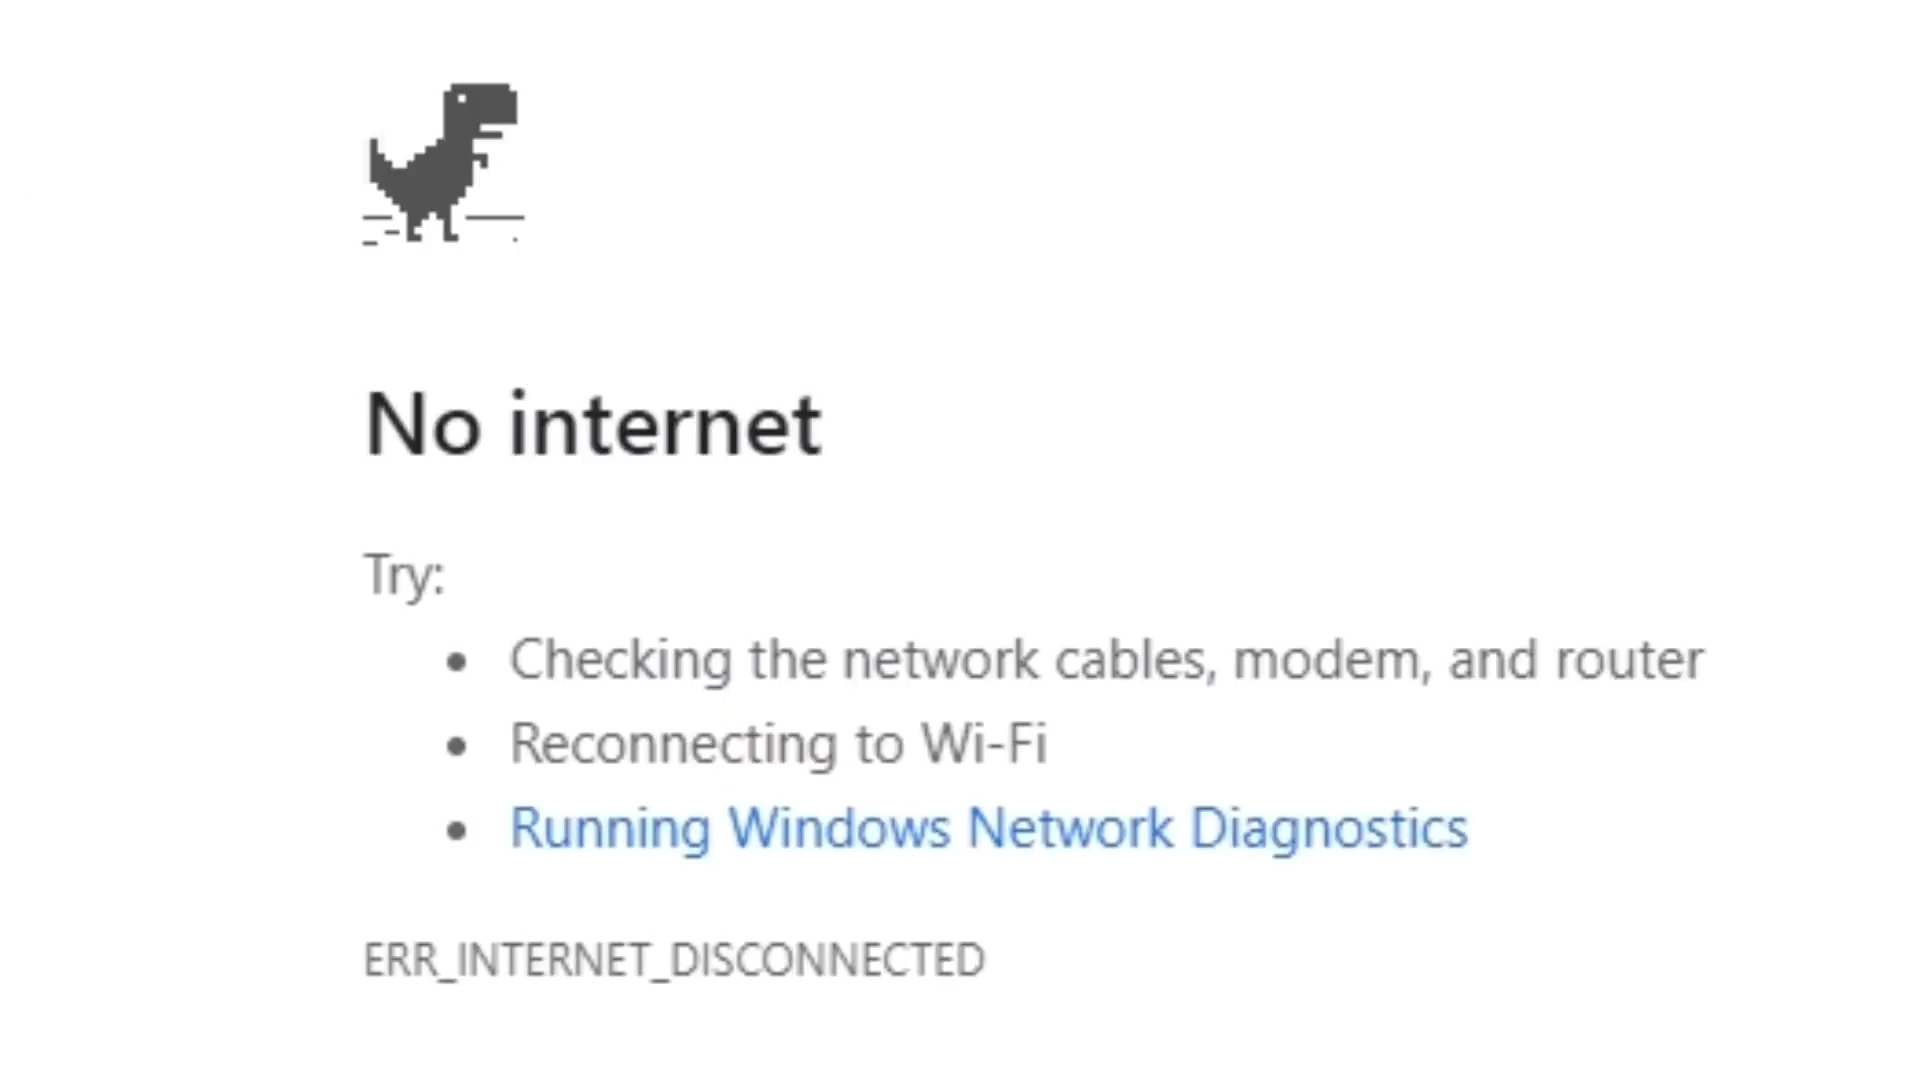 No internet
Try:
• Checking the network cables, modem, and router
• Reconnecting to Wi-Fi
• Running Windows Network Diagnostics
ERR_INTERNET_DISCONNECTED